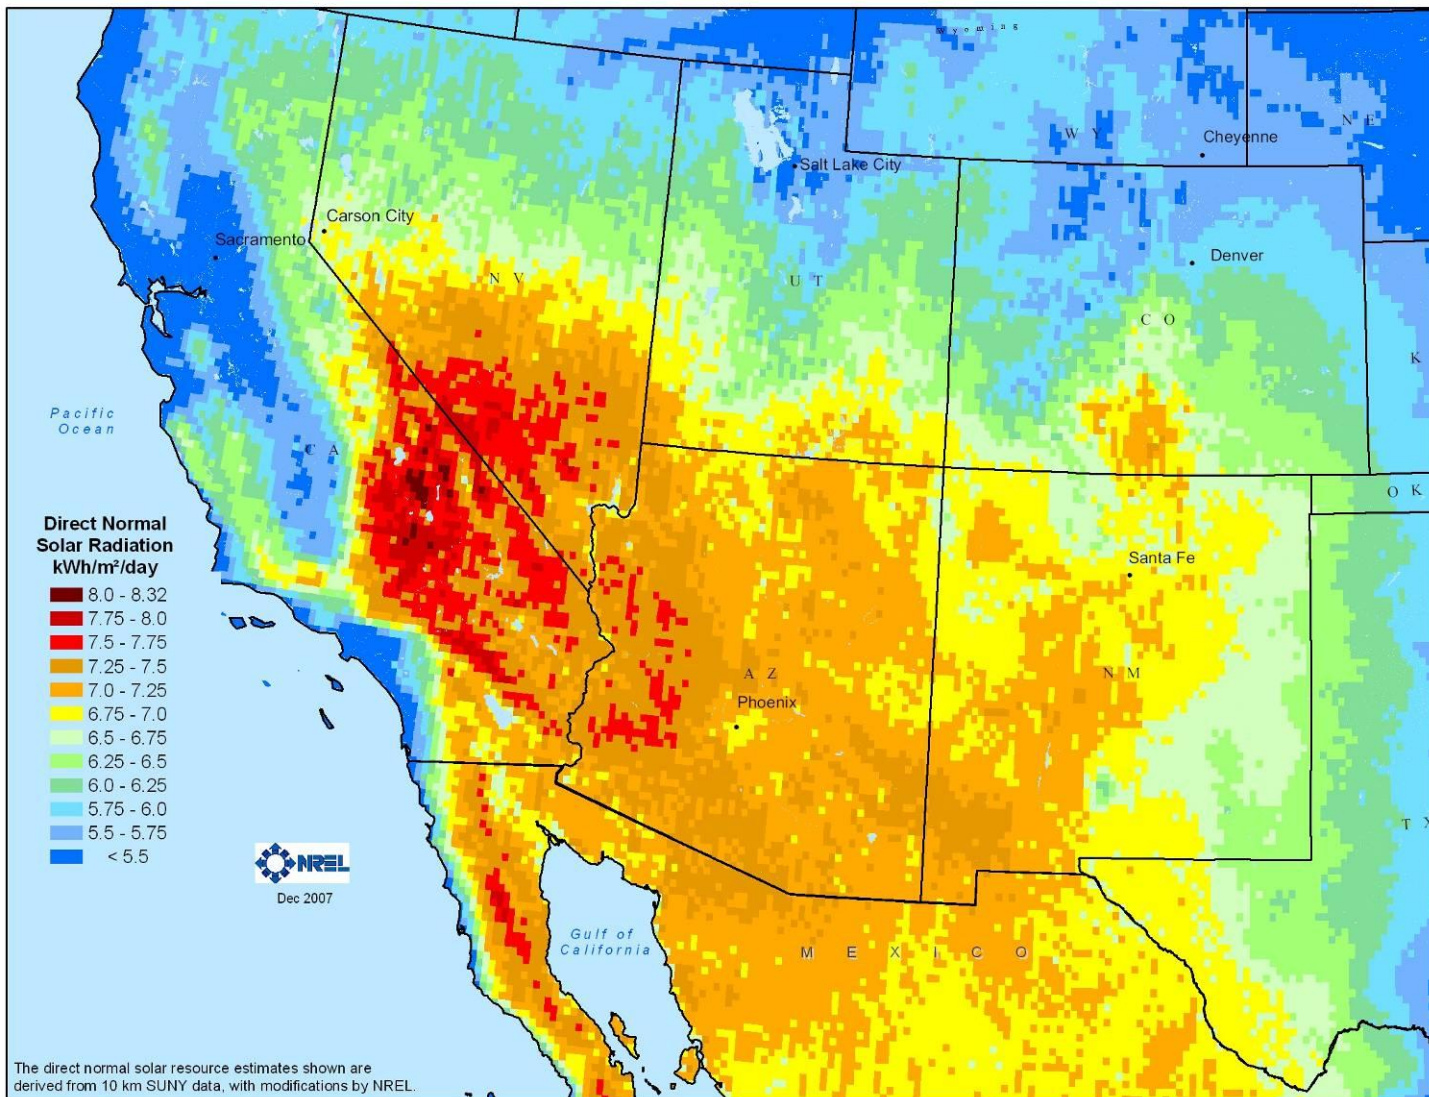 Wyoming
W Y
N E
Cheyenne
Salt Lake City
Carson City
Sacramento
N V
U T
Denver
C O
K
Pacific
Ocean
C A
O K
Direct Normal
Solar Radiation
kWh/m²/day
8.0 - 8.32
7.75 - 8.0
7.5 - 7.75
7.25 - 7.5
7.0 - 7.25
6.75 - 7.0
6.5 - 6.75
6.25 - 6.5
6.0 - 6.25
5.75 - 6.0
5.5 - 5.75
< 5.5
Santa Fe
A Z
N M
Phoenix
T X
NREL
Dec 2007
Gulf of
California
M E X I C O
The direct normal solar resource estimates shown are
derived from 10 km SUNY data, with modifications by NREL.